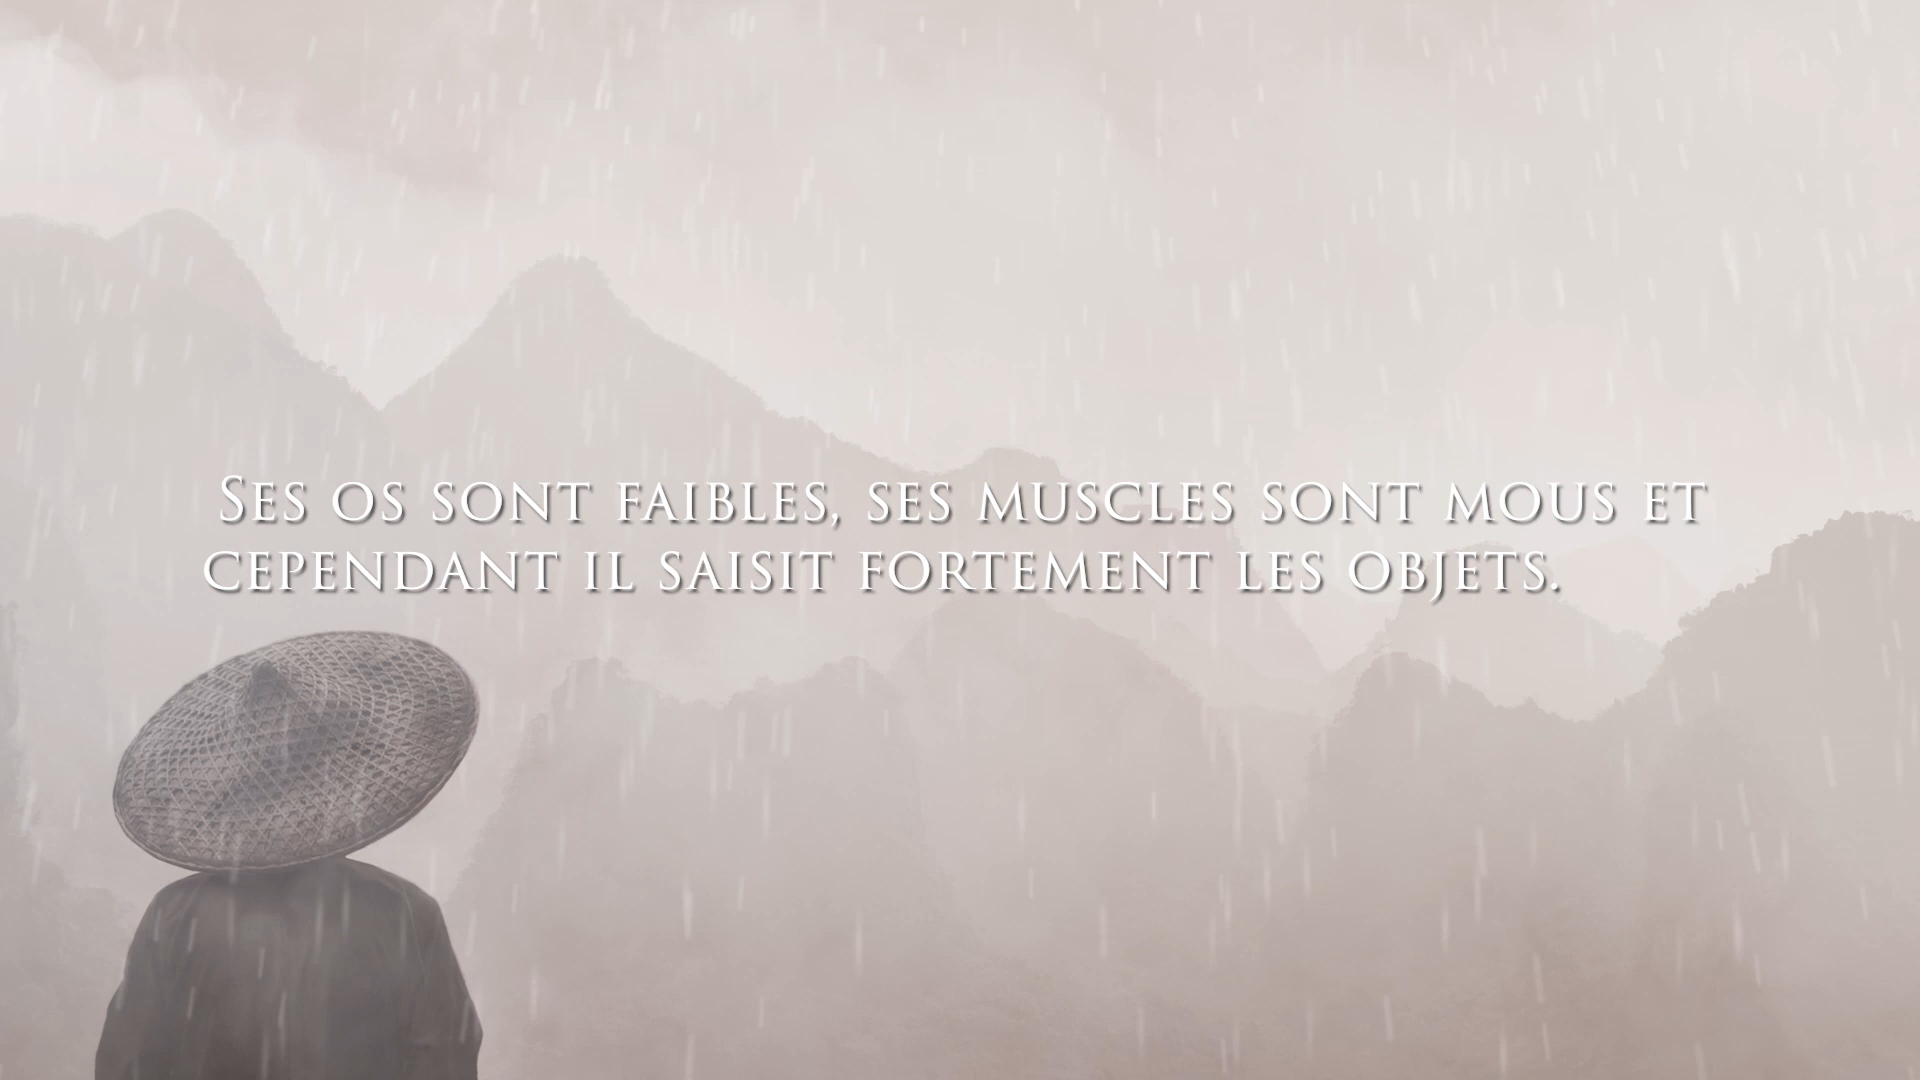 Ses os sont faibles, ses muscles sont mous et
cependant il saisit fortement les objets.